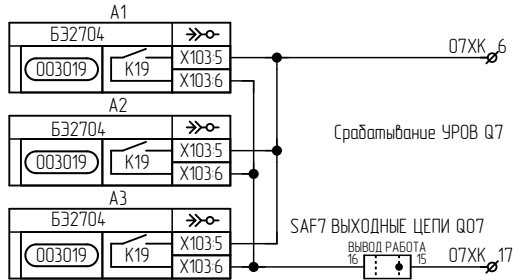 А1
БЭ2704
003019
К19
Х103:5
Х103:6
07ХК 6
А2
БЭ2704
003019
К19
Х103:5
Х103:6
Срабатывание УРОВ Q7
А3
БЭ2704
003019
К19
Х103:5
Х103:6
SAF7 ВЫХОДНЫЕ ЦЕПИ Q07
ВЫВОД РАБОТА
16 15
07ХК 17